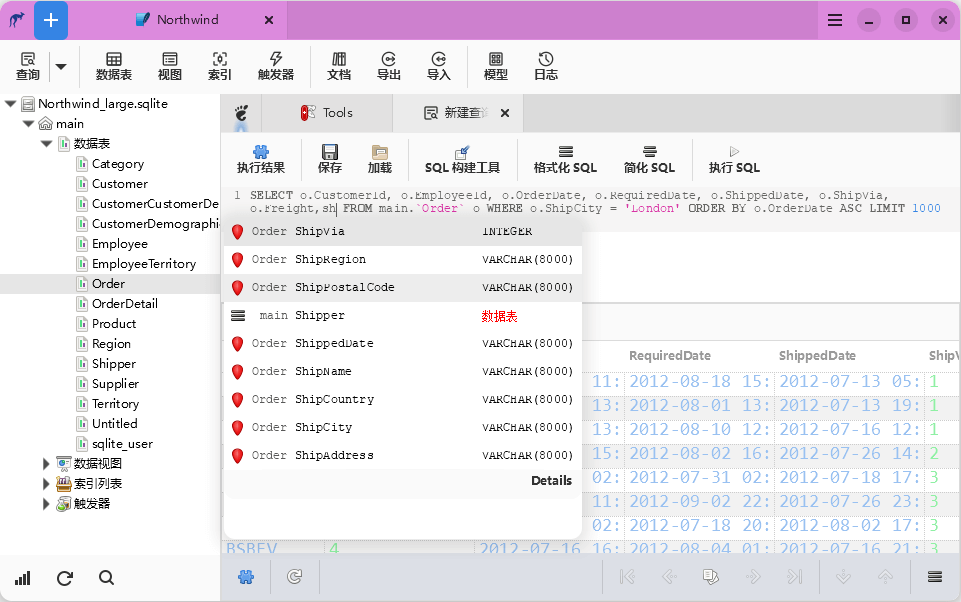 Northwind
查询
数据表
视图
索引
触发器
文档
导出
导入
模型
日志
Northwind_large.sqlite
main
数据表
Category
Customer
CustomerCustomerDe
CustomerDemographi
Employee
EmployeeTerritory
Order
OrderDetail
Product
Region
Shipper
Supplier
Territory
Untitled
sqlite_user
数据视图
索引列表
触发器
Tools
新建查
执行结果
保存
加载
SQL 构建工具
格式化 SQL
简化 SQL
执行 SQL
1 SELECT o.CustomerId, o.EmployeeId, o.OrderDate, o.RequiredDate, o.ShippedDate, o.ShipVia,
o.Freight,sh FROM main.`Order` o WHERE o.ShipCity = 'London' ORDER BY o.OrderDate ASC LIMIT 1000
Order ShipVia INTEGER
Order ShipRegion VARCHAR(8000)
Order ShipPostalCode VARCHAR(8000)
main Shipper 数据表
Order ShippedDate VARCHAR(8000)
Order ShipName VARCHAR(8000)
Order ShipCountry VARCHAR(8000)
Order ShipCity VARCHAR(8000)
Order ShipAddress VARCHAR(8000)
Details
RequiredDate ShippedDate ShipV
11: 2012-08-18 15: 2012-07-13 05: 1
13: 2012-08-01 13: 2012-07-13 19: 1
13: 2012-08-10 12: 2012-07-16 12: 1
15: 2012-08-02 16: 2012-07-26 14: 2
02: 2012-07-31 02: 2012-07-18 17: 3
11: 2012-09-02 22: 2012-07-26 23: 3
02: 2012-07-18 20: 2012-08-02 17: 3
BSBEV 4 2012-07-16 16: 2012-08-04 01: 2012-07-16 21: 3